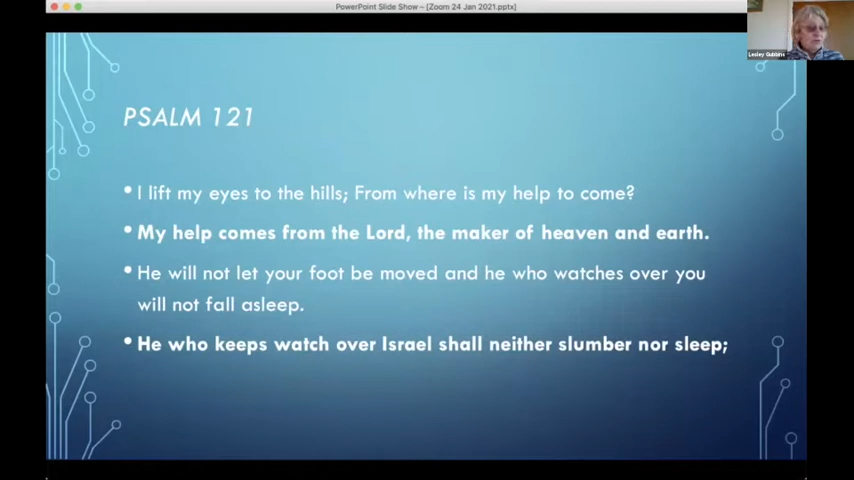 PowerPoint Slide Show – [Zoom 24 Jan 2021.pptx]
Lesley Gubbins
PSALM 121
• I lift my eyes to the hills; From where is my help to come?
• My help comes from the Lord, the maker of heaven and earth.
• He will not let your foot be moved and he who watches over you
will not fall asleep.
• He who keeps watch over Israel shall neither slumber nor sleep;